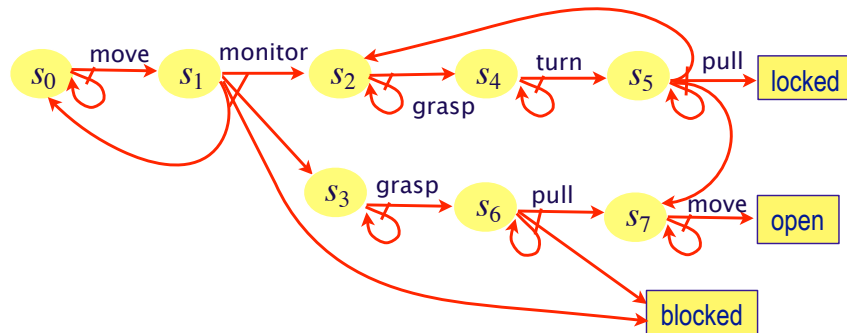 move
monitor
turn
pull
s0
s1
s2
s4
s5
locked
grasp
grasp
pull
move
s3
s6
s7
open
blocked